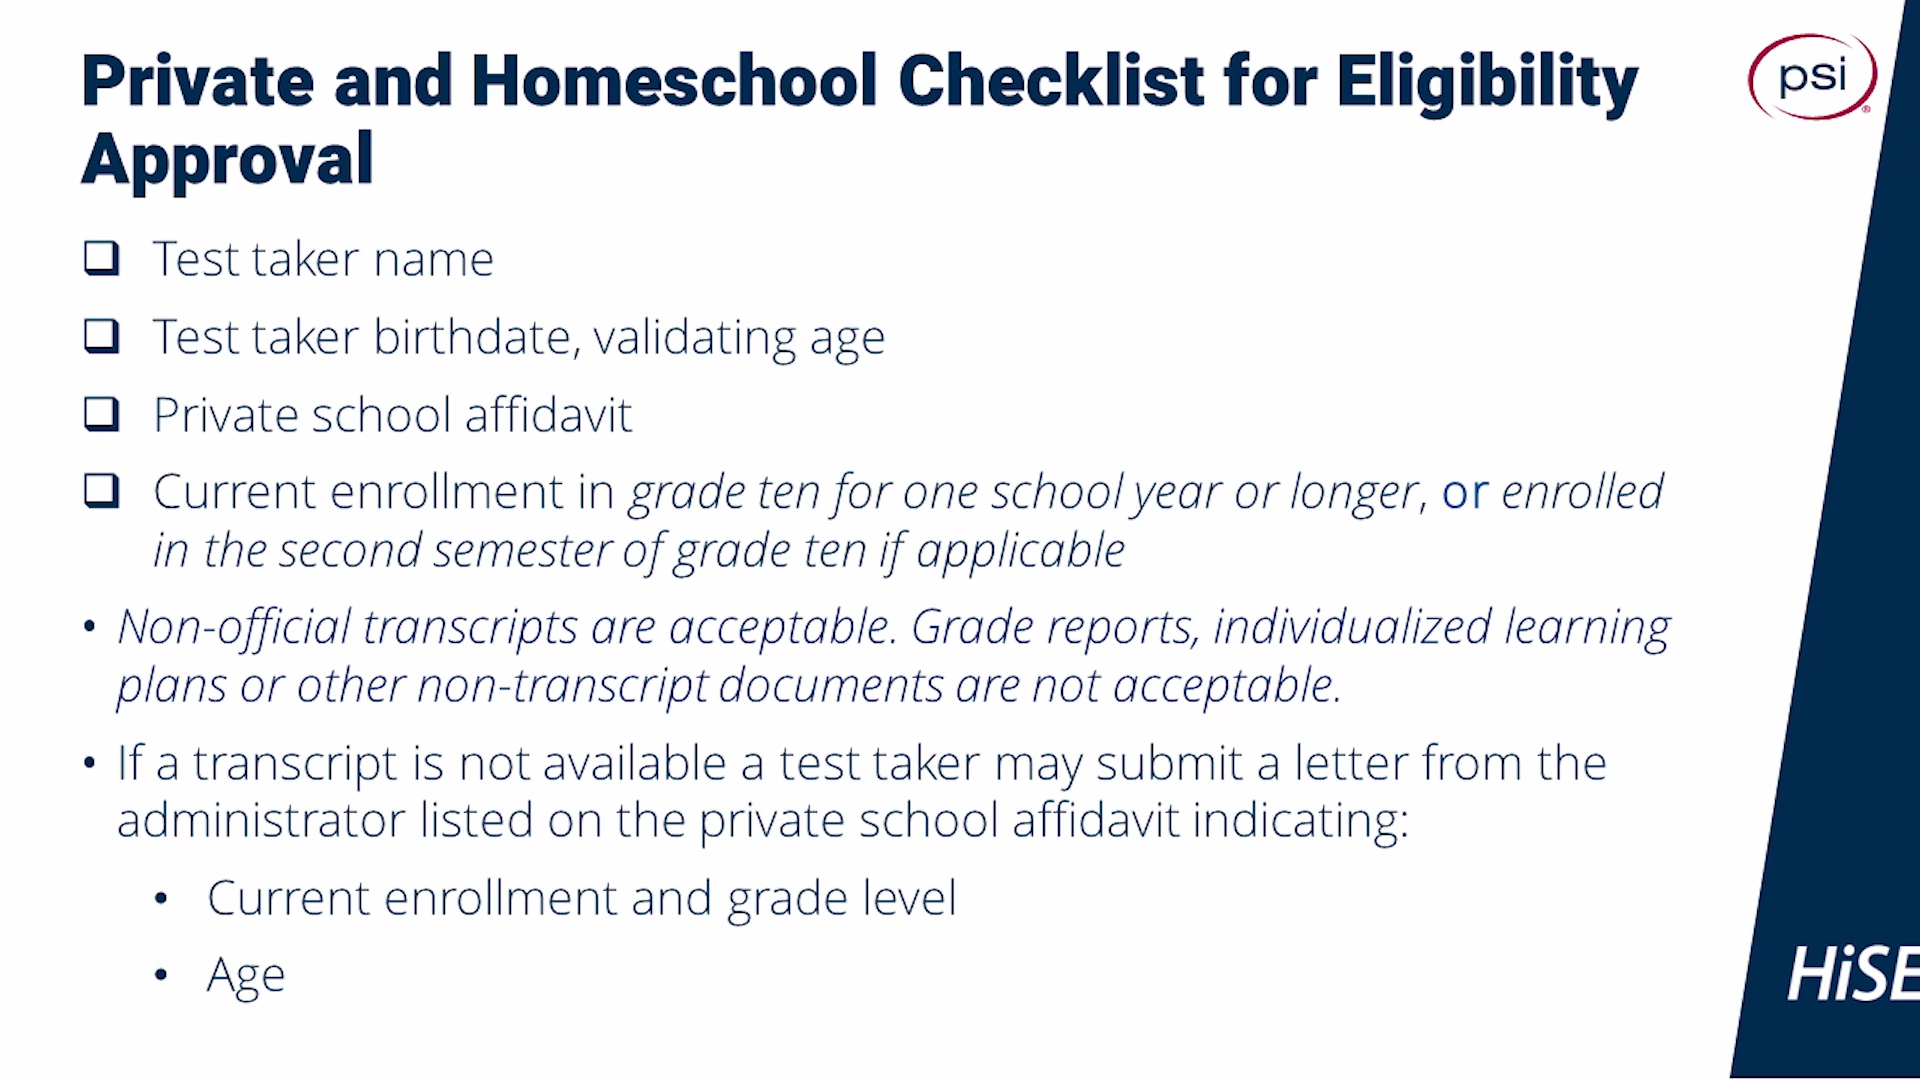 Private and Homeschool Checklist for Eligibility
Approval
psi
Test taker name
Test taker birthdate, validating age
Private school affidavit
Current enrollment in grade ten for one school year or longer, or enrolled
in the second semester of grade ten if applicable
• Non-official transcripts are acceptable. Grade reports, individualized learning
plans or other non-transcript documents are not acceptable.
• If a transcript is not available a test taker may submit a letter from the
administrator listed on the private school affidavit indicating:
• Current enrollment and grade level
• Age
HiSE